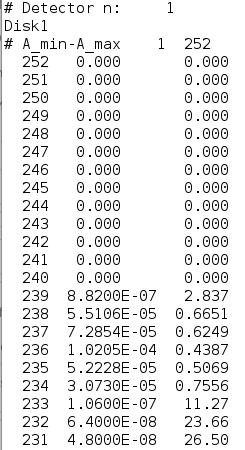 # Detector n:     1
Disk1
# A_min-A_max    1  252
252   0.000       0.000
251   0.000       0.000
250   0.000       0.000
249   0.000       0.000
248   0.000       0.000
247   0.000       0.000
246   0.000       0.000
245   0.000       0.000
244   0.000       0.000
243   0.000       0.000
242   0.000       0.000
241   0.000       0.000
240   0.000       0.000
239  8.8200E-07   2.837
238  5.5106E-05  0.6651
237  7.2854E-05  0.6249
236  1.0205E-04  0.4387
235  5.2228E-05  0.5069
234  3.0730E-05  0.7556
233  1.0600E-07   11.27
232  6.4000E-08   23.66
231  4.8000E-08   26.50